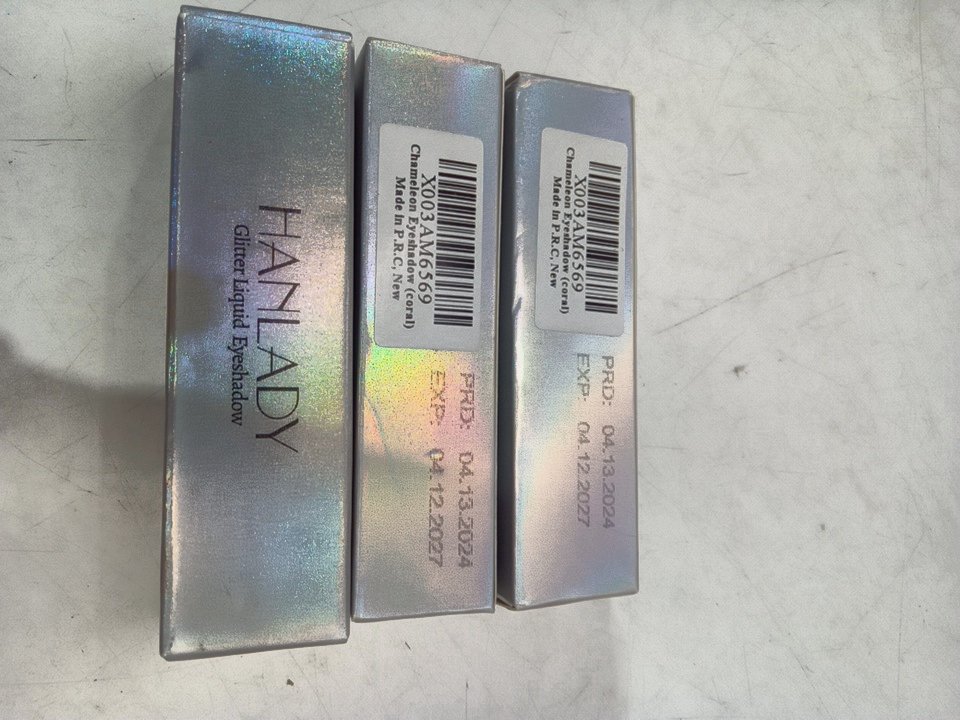 HANLADY
Glitter Liquid Eyeshadow
X003AM6569
Chameleon Eyeshadow (coral)
Made in P.R.C, New
PRD: 04.13.2024
EXP: 04.12.2027
X003AM6569
Chameleon Eyeshadow (coral)
Made in P.R.C, New
PRD: 04.13.2024
EXP: 04.12.2027